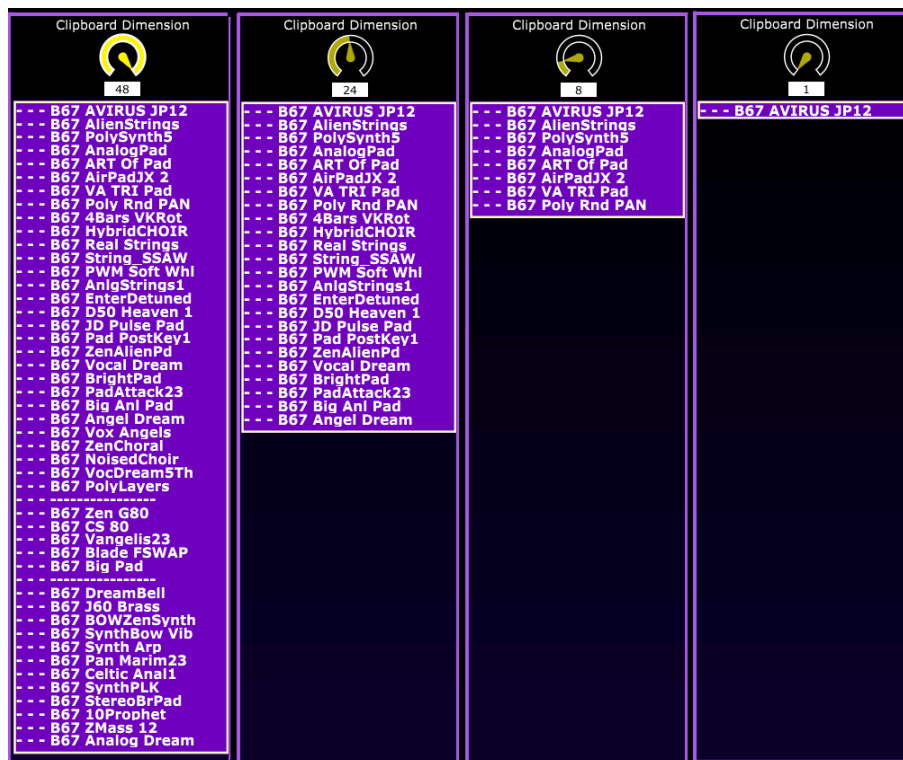 Clipboard Dimension
48
- - - B67 AVIRUS JP12
- - - B67 AlienStrings
- - - B67 PolySynth5
- - - B67 AnalogPad
- - - B67 ART Of Pad
- - - B67 AirPadJX 2
- - - B67 VA TRI Pad
- - - B67 Poly Rnd PAN
- - - B67 4Bars VKRot
- - - B67 HybridCHOIR
- - - B67 Real Strings
- - - B67 String_SSAW
- - - B67 PWM Soft Whl
- - - B67 AnlgStrings1
- - - B67 EnterDetuned
- - - B67 D50 Heaven 1
- - - B67 JD Pulse Pad
- - - B67 Pad PostKey1
- - - B67 ZenAlienPd
- - - B67 Vocal Dream
- - - B67 BrightPad
- - - B67 PadAttack23
- - - B67 Big Anl Pad
- - - B67 Angel Dream
- - - B67 Vox Angels
- - - B67 ZenChoral
- - - B67 NoisedChoir
- - - B67 VocDream5Th
- - - B67 PolyLayers
- - - ----------------
- - - B67 Zen G80
- - - B67 CS 80
- - - B67 Vangelis23
- - - B67 Blade FSWAP
- - - B67 Big Pad
- - - ----------------
- - - B67 DreamBell
- - - B67 J60 Brass
- - - B67 BOWZenSynth
- - - B67 SynthBow Vib
- - - B67 Synth Arp
- - - B67 Pan Marim23
- - - B67 Celtic Anal1
- - - B67 SynthPLK
- - - B67 StereoBrPad
- - - B67 10Prophet
- - - B67 ZMass 12
- - - B67 Analog Dream
Clipboard Dimension
24
- - - B67 AVIRUS JP12
- - - B67 AlienStrings
- - - B67 PolySynth5
- - - B67 AnalogPad
- - - B67 ART Of Pad
- - - B67 AirPadJX 2
- - - B67 VA TRI Pad
- - - B67 Poly Rnd PAN
- - - B67 4Bars VKRot
- - - B67 HybridCHOIR
- - - B67 Real Strings
- - - B67 String_SSAW
- - - B67 PWM Soft Whl
- - - B67 AnlgStrings1
- - - B67 EnterDetuned
- - - B67 D50 Heaven 1
- - - B67 JD Pulse Pad
- - - B67 Pad PostKey1
- - - B67 ZenAlienPd
- - - B67 Vocal Dream
- - - B67 BrightPad
- - - B67 PadAttack23
- - - B67 Big Anl Pad
- - - B67 Angel Dream
Clipboard Dimension
8
- - - B67 AVIRUS JP12
- - - B67 AlienStrings
- - - B67 PolySynth5
- - - B67 AnalogPad
- - - B67 ART Of Pad
- - - B67 AirPadJX 2
- - - B67 VA TRI Pad
- - - B67 Poly Rnd PAN
Clipboard Dimension
1
- - - B67 AVIRUS JP12